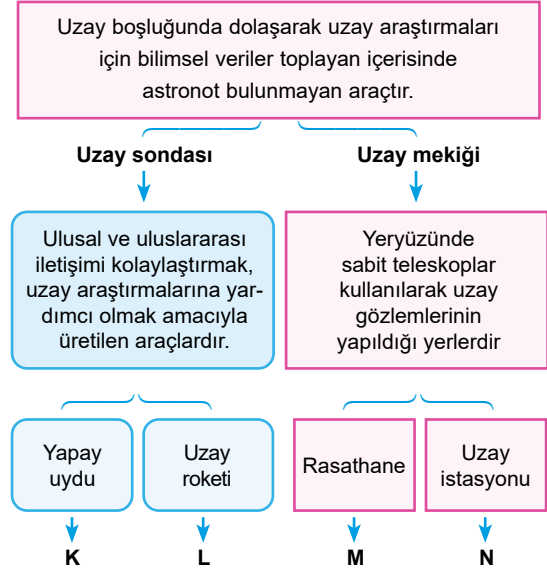 Uzay boşluğunda dolaşarak uzay araştırmaları
için bilimsel veriler toplayan içerisinde
astronot bulunmayan araçtır.
Uzay sondası
Uzay mekiği
Ulusal ve uluslararası
iletişimi kolaylaştırmak,
uzay araştırmalarına yar-
dımcı olmak amacıyla
üretilen araçlardır.
Yeryüzünde
sabit teleskoplar
kullanılarak uzay
gözlemlerinin
yapıldığı yerlerdir
Yapay
uydu
Uzay
roketi
Rasathane
Uzay
istasyonu
K
L
M
N